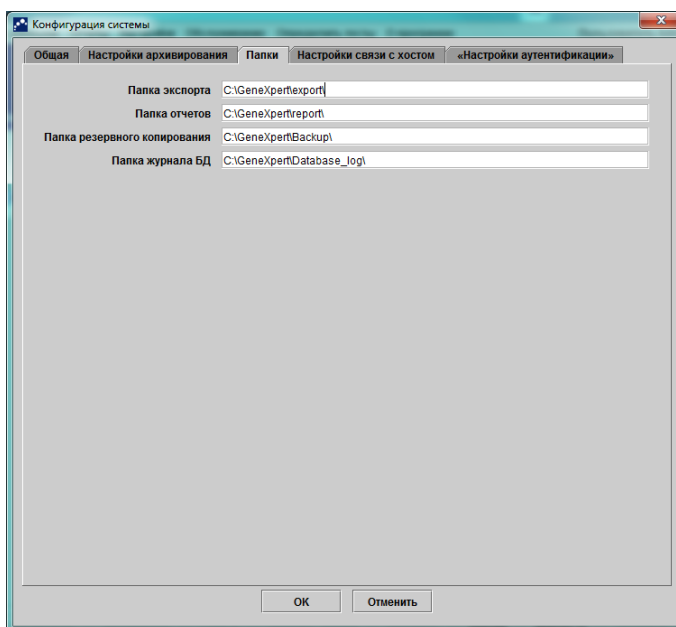 Конфигурация системы
Общая Настройки архивирования Папки Настройки связи с хостом «Настройки аутентификации»
Папка экспорта C:\GeneXpert\export\
Папка отчетов C:\GeneXpert\report\
Папка резервного копирования C:\GeneXpert\Backup\
Папка журнала БД C:\GeneXpert\Database_log\
OK Отменить